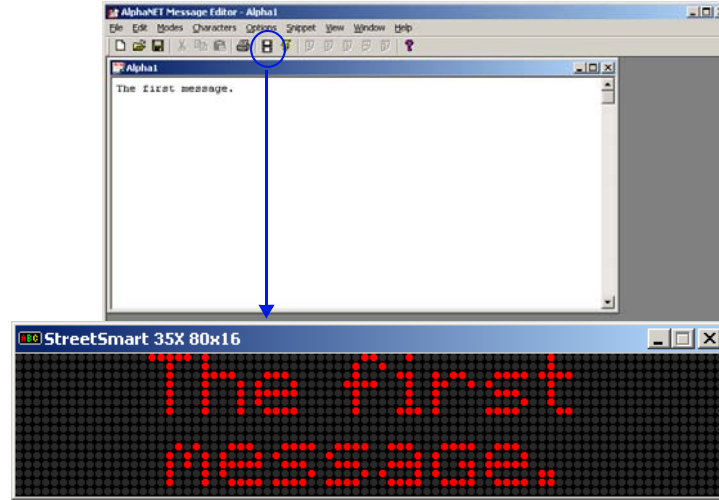 AlphaNET Message Editor - Alpha1
File Edit Modes Characters Options Snippet View Window Help
Alpha1
The first message.
StreetSmart 35X 80x16
The first
message.